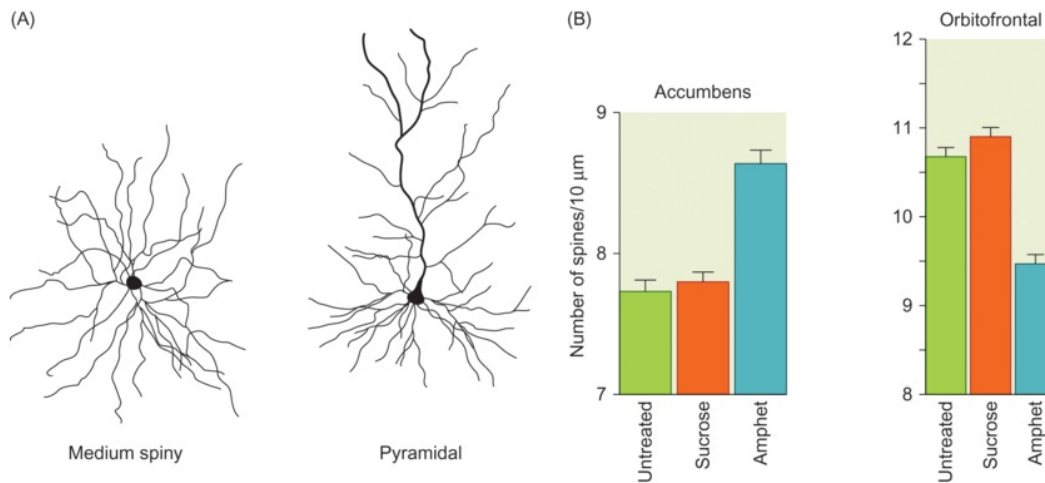 (A)
Medium spiny
Pyramidal
(B)
Accumbens
Number of spines/10 μm
9
8
7
Untreated
Sucrose
Amphet
Orbitofrontal
12
11
10
9
8
Untreated
Sucrose
Amphet